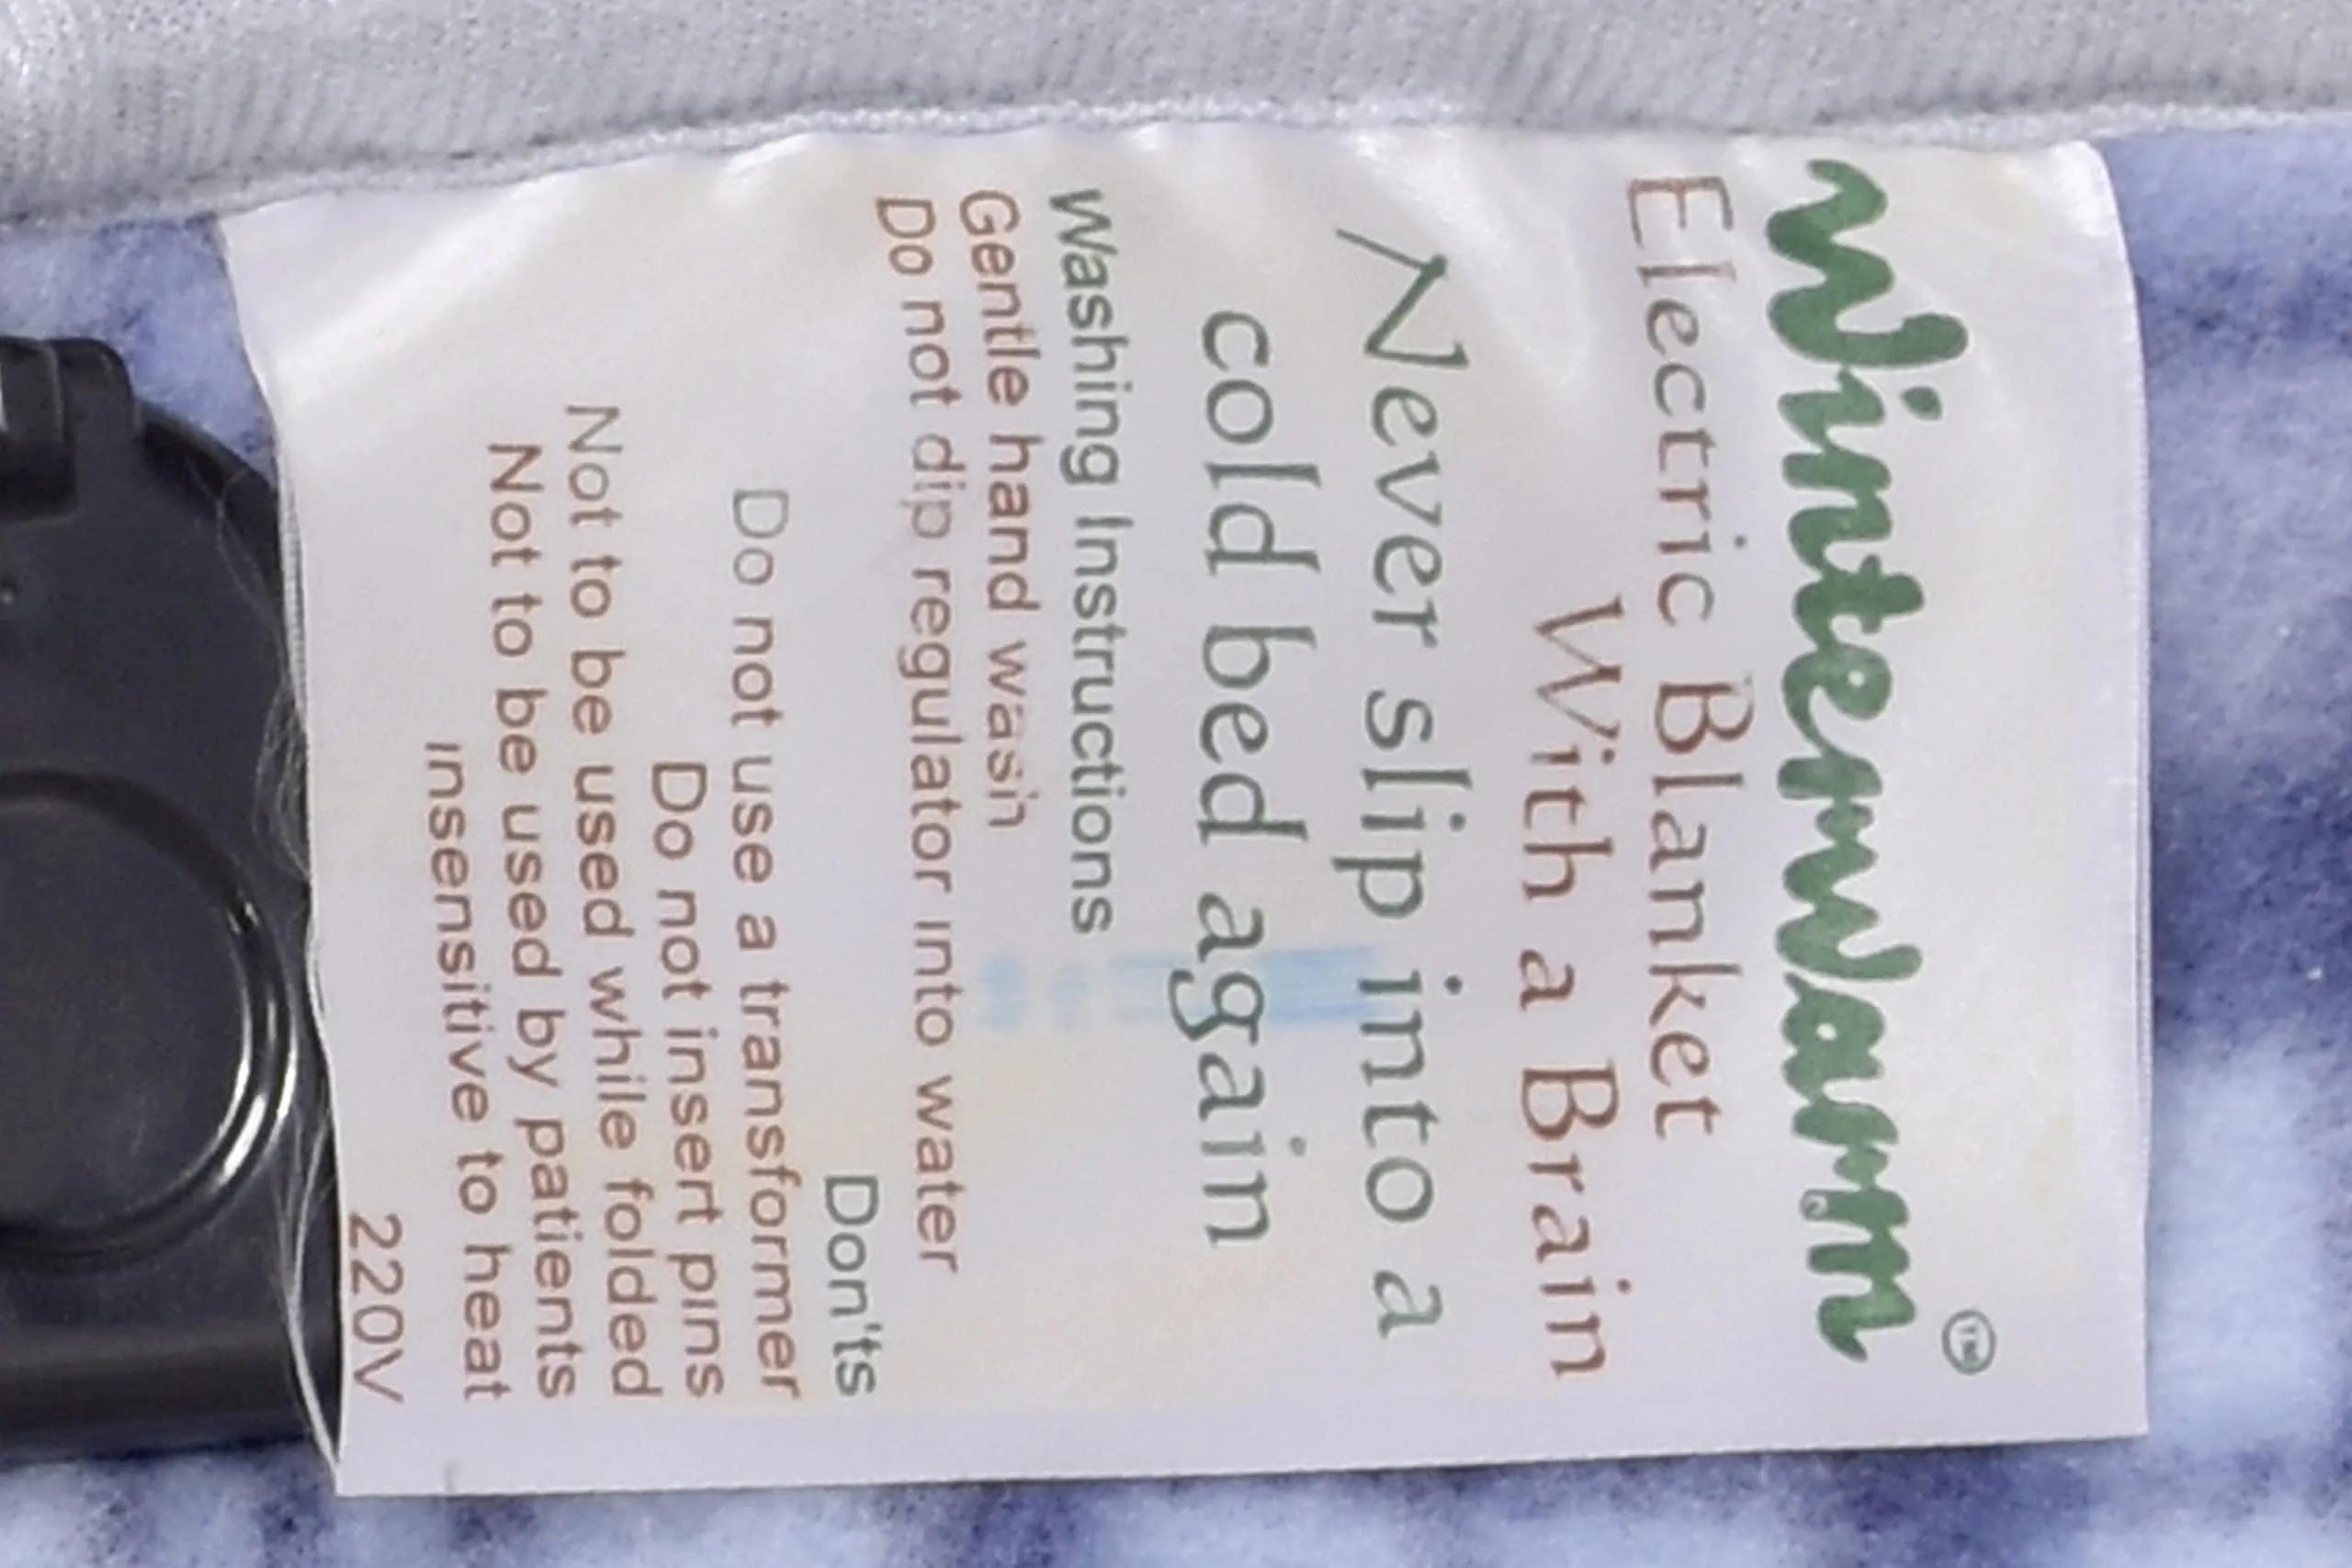 Winterwarm
TM
Electric Blanket
With a Brain
Never slip into a
cold bed again
Washing Instructions
Gentle hand wash
Do not dip regulator into water
Don'ts
Do not use a transformer
Do not insert pins
Not to be used while folded
Not to be used by patients
insensitive to heat
220V